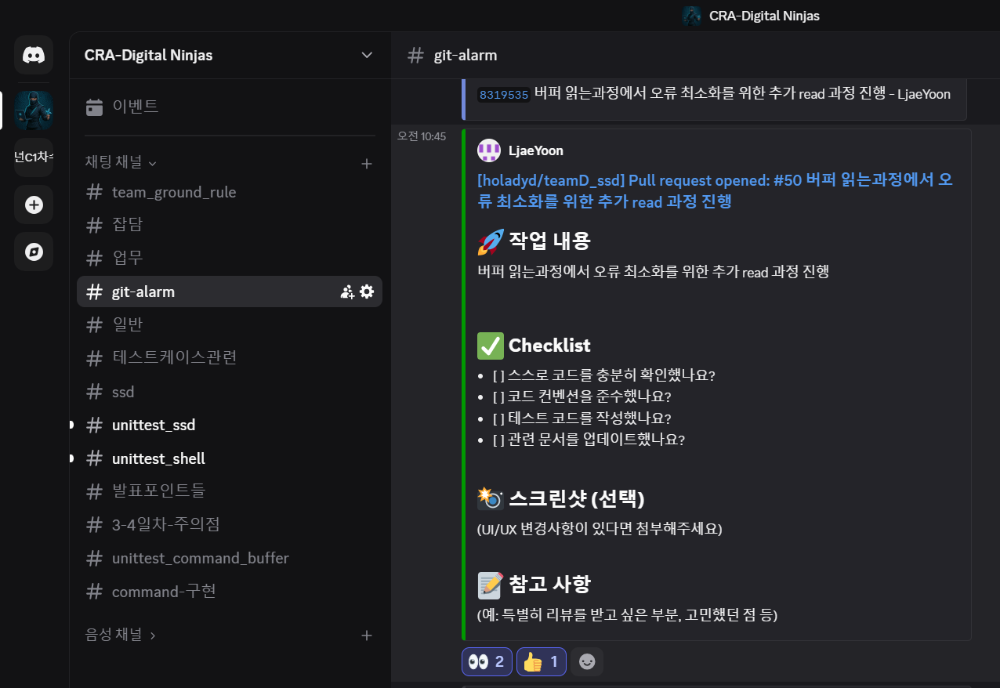 CRA-Digital Ninjas
CRA-Digital Ninjas
이벤트
채팅 채널
team_ground_rule
잡담
업무
git-alarm
일반
테스트케이스관련
ssd
unittest_ssd
unittest_shell
발표포인트들
3-4일차-주의점
unittest_command_buffer
command-구현
음성 채널
년C1차수
git-alarm
8319535 버퍼 읽는과정에서 오류 최소화를 위한 추가 read 과정 진행 - LjaeYoon
오전 10:45
LjaeYoon
[holadyd/teamD_ssd] Pull request opened: #50 버퍼 읽는과정에서 오
류 최소화를 위한 추가 read 과정 진행
작업 내용
버퍼 읽는과정에서 오류 최소화를 위한 추가 read 과정 진행
Checklist
[ ] 스스로 코드를 충분히 확인했나요?
[ ] 코드 컨벤션을 준수했나요?
[ ] 테스트 코드를 작성했나요?
[ ] 관련 문서를 업데이트했나요?
스크린샷 (선택)
(UI/UX 변경사항이 있다면 첨부해주세요)
참고 사항
(예: 특별히 리뷰를 받고 싶은 부분, 고민했던 점 등)
2
1